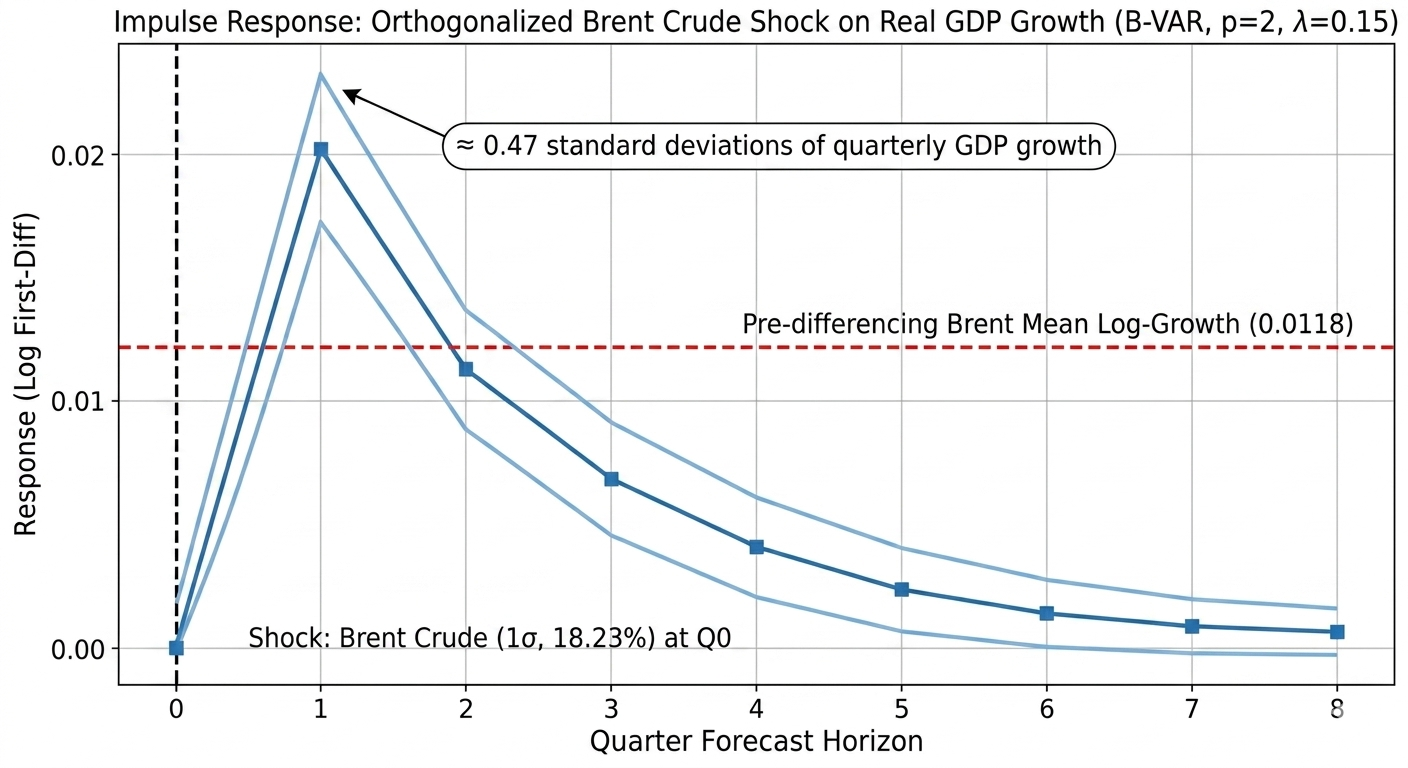 Impulse Response: Orthogonalized Brent Crude Shock on Real GDP Growth (B-VAR, p=2, λ=0.15)
Response (Log First-Diff)
0.02
0.01
0.00
≈ 0.47 standard deviations of quarterly GDP growth
Pre-differencing Brent Mean Log-Growth (0.0118)
Shock: Brent Crude (1σ, 18.23%) at Q0
0 1 2 3 4 5 6 7 8
Quarter Forecast Horizon